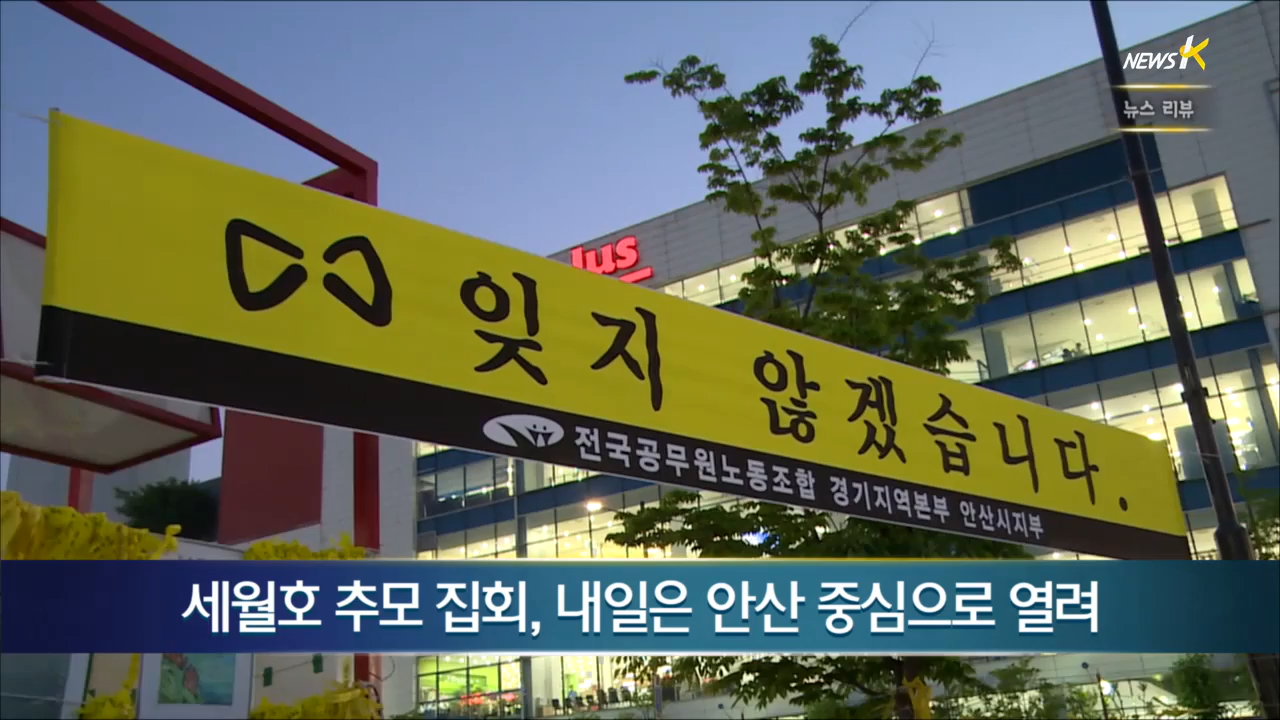 NEWS K
뉴스 리뷰
lus
잊지 않겠습니다.
전국공무원노동조합 경기지역본부 안산시지부
세월호 추모 집회, 내일은 안산 중심으로 열려